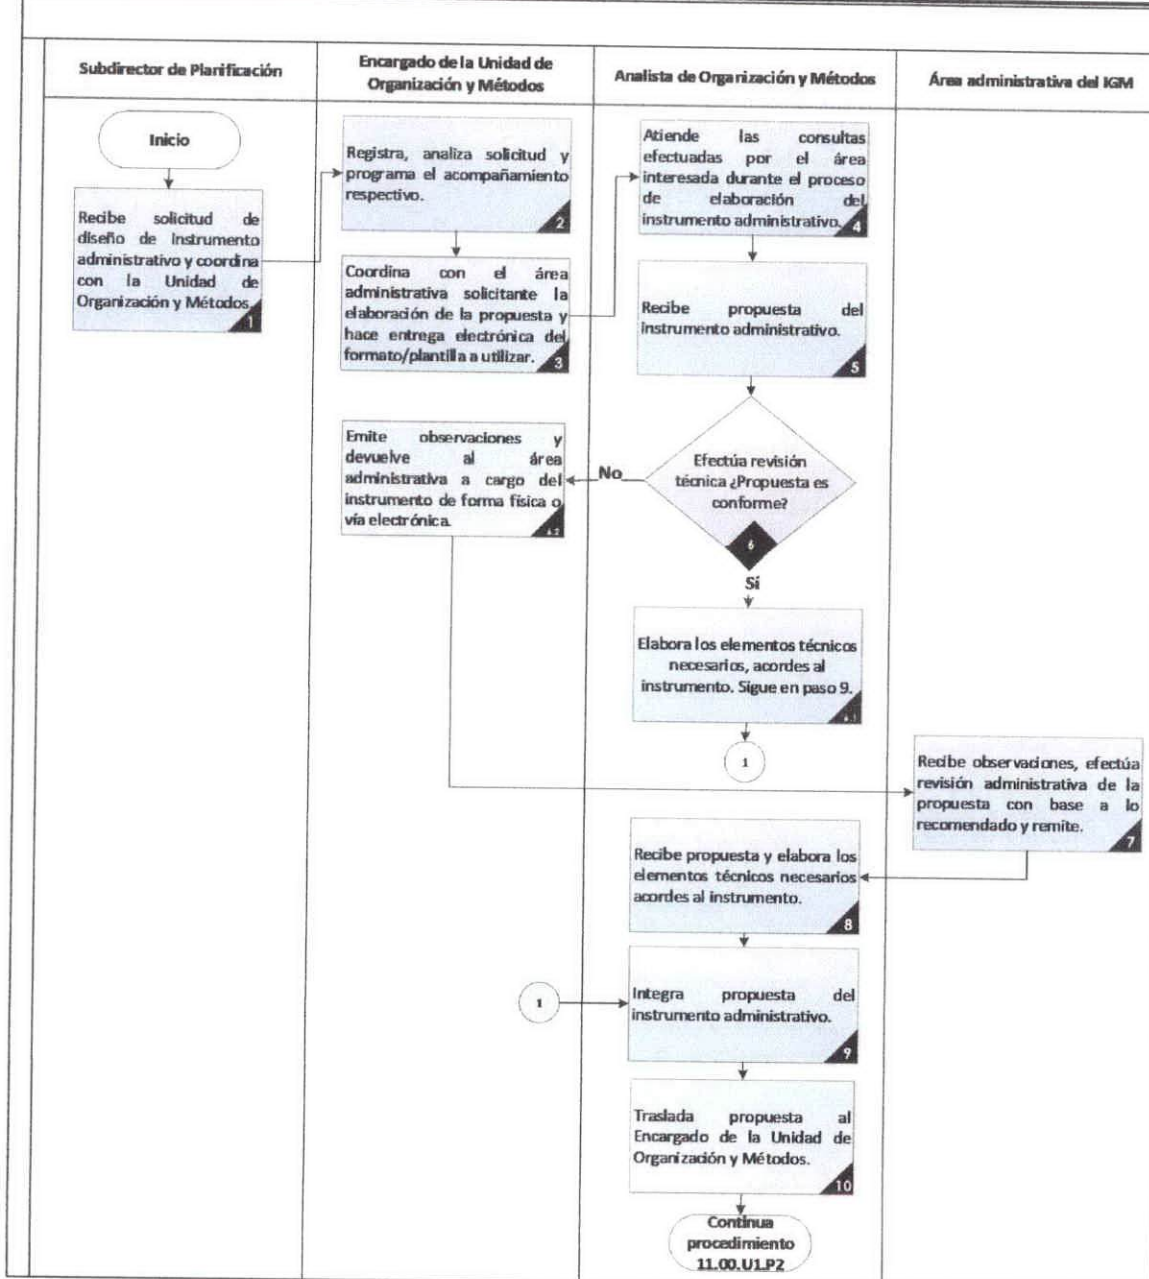 Subdirector de Planificación
Encargado de la Unidad de
Organización y Métodos
Analista de Organización y Métodos
Área administrativa del IGM
Inicio
Recibe solicitud de
diseño de Instrumento
administrativo y coordina
con la Unidad de
Organización y Métodos
1
Registra, analiza solicitud y
programa el acompañamiento
respectivo.
2
Coordina con el área
administrativa solicitante la
elaboración de la propuesta y
hace entrega electrónica del
formato/plantilla a utilizar.
3
Atiende las consultas
efectuadas por el área
interesada durante el proceso
de elaboración del
instrumento administrativo.
4
Recibe propuesta del
instrumento administrativo.
5
Efectúa revisión
técnica ¿Propuesta es
conforme?
6
No
Emite observaciones y
devuelve al área
administrativa a cargo del
instrumento de forma física o
vía electrónica.
6.2
Sí
Elabora los elementos técnicos
necesarios, acordes al
instrumento. Sigue en paso 9.
6.1
1
Recibe observaciones, efectúa
revisión administrativa de la
propuesta con base a lo
recomendado y remite.
7
Recibe propuesta y elabora los
elementos técnicos necesarios
acordes al instrumento.
8
1
Integra propuesta del
instrumento administrativo.
9
Traslada propuesta al
Encargado de la Unidad de
Organización y Métodos.
10
Continua
procedimiento
11.00.U1.P2